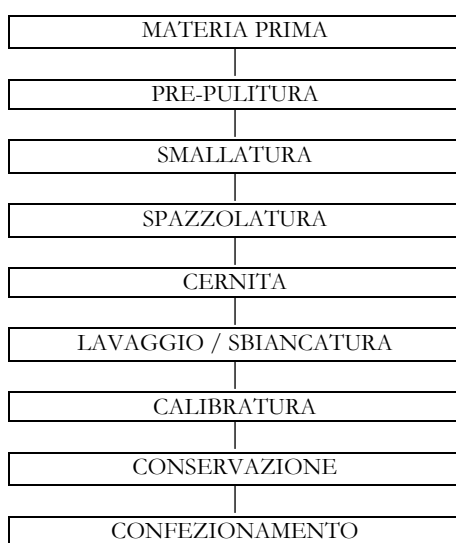 MATERIA PRIMA
PRE-PULITURA
SMALLATURA
SPAZZOLATURA
CERNITA
LAVAGGIO / SBIANCATURA
CALIBRATURA
CONSERVAZIONE
CONFEZIONAMENTO